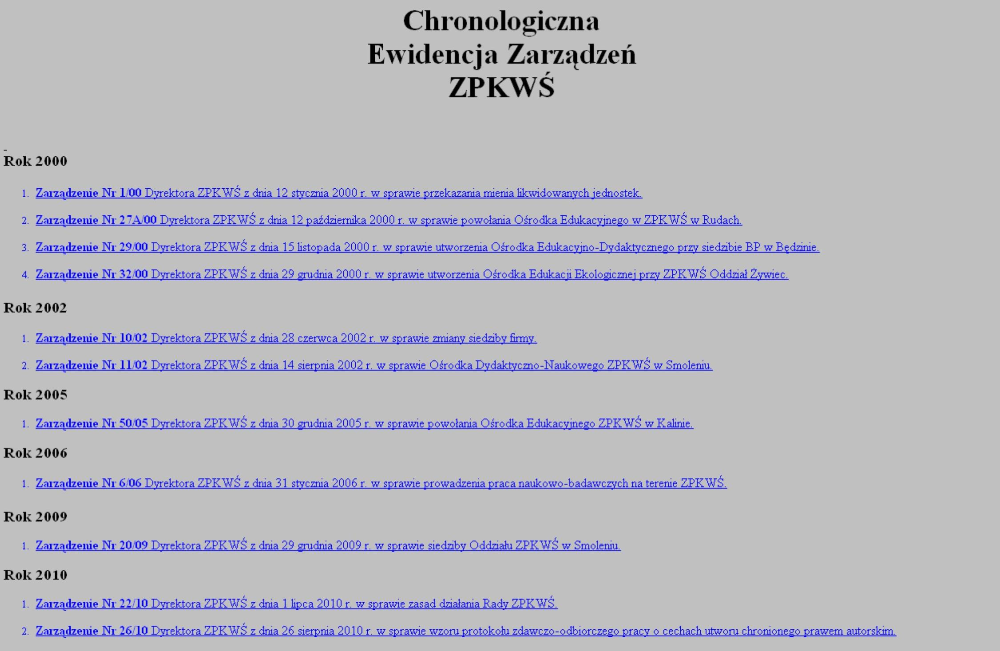 Chronologiczna
Ewidencja Zarządzeń
ZPKWŚ
Rok 2000
1. Zarządzenie Nr 1/00 Dyrektora ZPKWŚ z dnia 12 stycznia 2000 r. w sprawie przekazania mienia likwidowanych jednostek.
2. Zarządzenie Nr 27A/00 Dyrektora ZPKWŚ z dnia 12 października 2000 r. w sprawie powołania Ośrodka Edukacyjnego w ZPKWŚ w Rudach.
3. Zarządzenie Nr 29/00 Dyrektora ZPKWŚ z dnia 15 listopada 2000 r. w sprawie utworzenia Ośrodka Edukacyjno-Dydaktycznego przy siedzibie BP w Będzinie.
4. Zarządzenie Nr 32/00 Dyrektora ZPKWŚ z dnia 29 grudnia 2000 r. w sprawie utworzenia Ośrodka Edukacji Ekologicznej przy ZPKWŚ Oddział Żywiec.
Rok 2002
1. Zarządzenie Nr 10/02 Dyrektora ZPKWŚ z dnia 28 czerwca 2002 r. w sprawie zmiany siedziby firmy.
2. Zarządzenie Nr 11/02 Dyrektora ZPKWŚ z dnia 14 sierpnia 2002 r. w sprawie Ośrodka Dydaktyczno-Naukowego ZPKWŚ w Smoleniu.
Rok 2005
1. Zarządzenie Nr 50/05 Dyrektora ZPKWŚ z dnia 30 grudnia 2005 r. w sprawie powołania Ośrodka Edukacyjnego ZPKWŚ w Kalinie.
Rok 2006
1. Zarządzenie Nr 6/06 Dyrektora ZPKWŚ z dnia 31 stycznia 2006 r. w sprawie prowadzenia praca naukowo-badawczych na terenie ZPKWŚ.
Rok 2009
1. Zarządzenie Nr 20/09 Dyrektora ZPKWŚ z dnia 29 grudnia 2009 r. w sprawie siedziby Oddziału ZPKWŚ w Smoleniu.
Rok 2010
1. Zarządzenie Nr 22/10 Dyrektora ZPKWŚ z dnia 1 lipca 2010 r. w sprawie zasad działania Rady ZPKWŚ.
2. Zarządzenie Nr 26/10 Dyrektora ZPKWŚ z dnia 26 sierpnia 2010 r. w sprawie wzoru protokołu zdawczo-odbiorczego pracy o cechach utworu chronionego prawem autorskim.